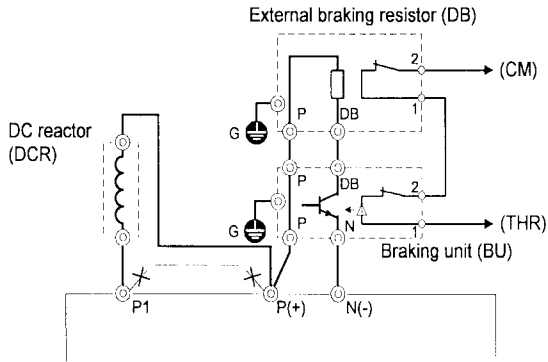 External braking resistor (DB)
2
(CM)
P
DB
1
G
DC reactor
(DCR)
P
DB
2
P
N
G
1
(THR)
Braking unit (BU)
P1
P(+)
N(-)